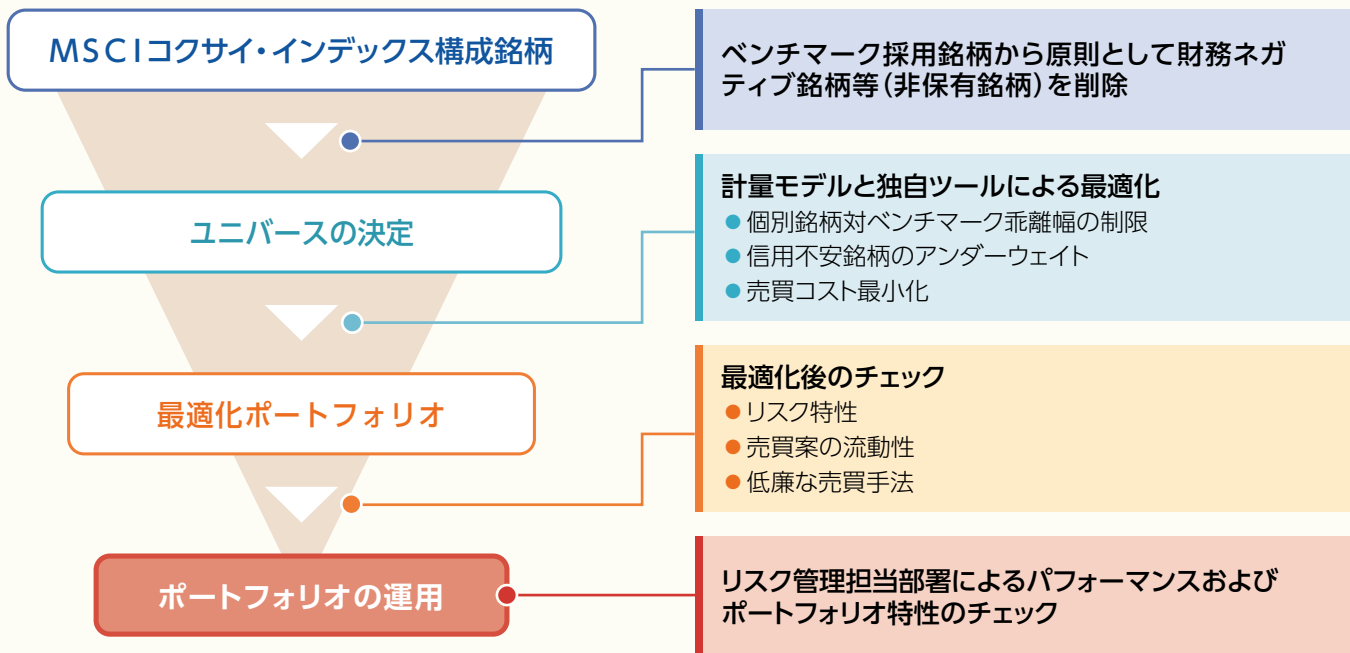 MSCIコクサイ・インデックス構成銘柄
ベンチマーク採用銘柄から原則として財務ネガ
ティブ銘柄等(非保有銘柄)を削除
ユニバースの決定
計量モデルと独自ツールによる最適化
●個別銘柄対ベンチマーク乖離幅の制限
●信用不安銘柄のアンダーウェイト
●売買コスト最小化
最適化ポートフォリオ
最適化後のチェック
●リスク特性
●売買案の流動性
●低廉な売買手法
ポートフォリオの運用
リスク管理担当部署によるパフォーマンスおよび
ポートフォリオ特性のチェック